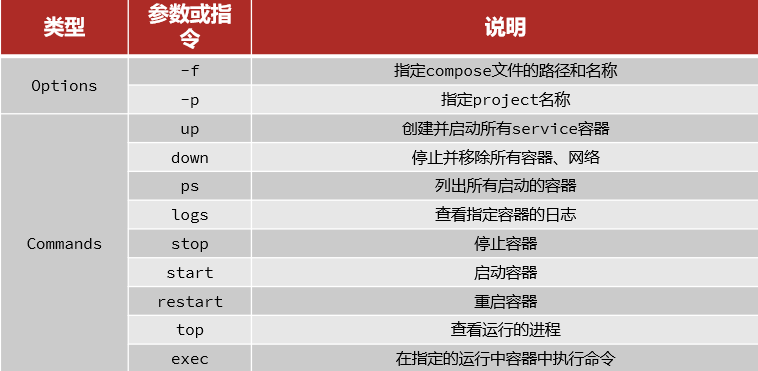 类型
参数或指令
说明
Options
-f
指定compose文件的路径和名称
-p
指定project名称
Commands
up
创建并启动所有service容器
down
停止并移除所有容器、网络
ps
列出所有启动的容器
logs
查看指定容器的日志
stop
停止容器
start
启动容器
restart
重启容器
top
查看运行的进程
exec
在指定的运行中容器中执行命令